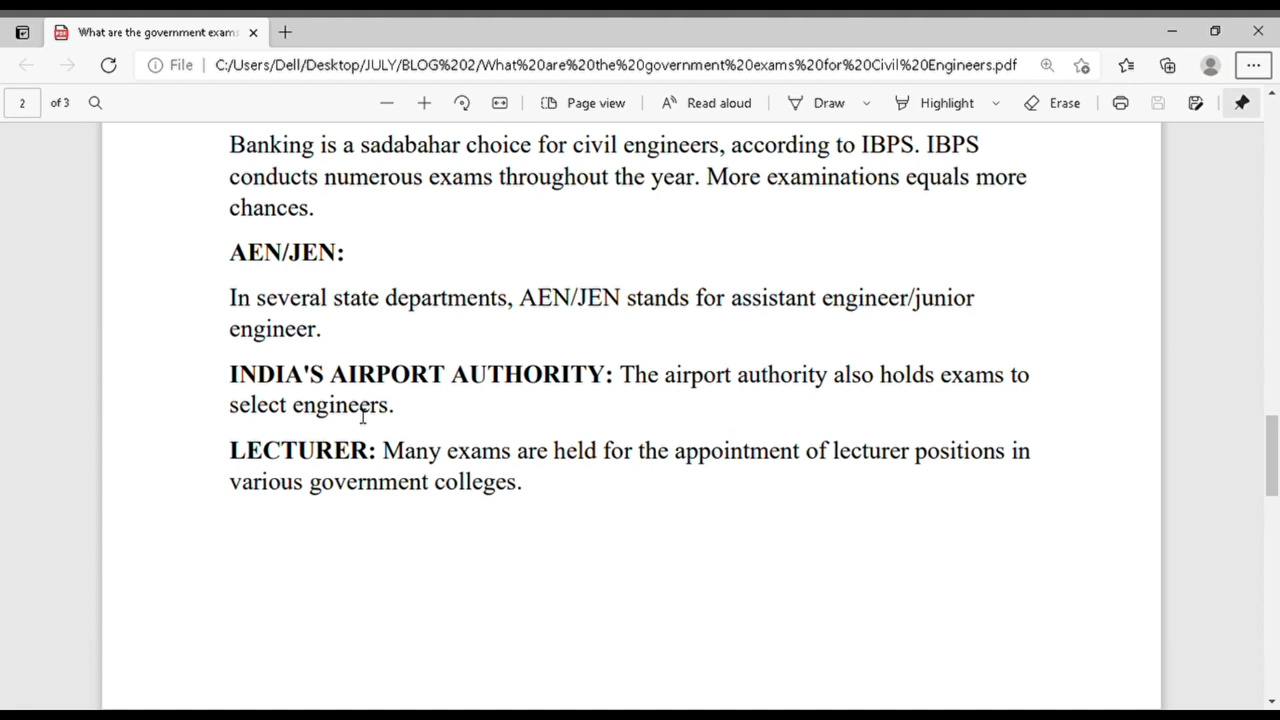 What are the government exam
File
C:/Users/Dell/Desktop/JULY/BLOG%202/What%20are%20the%20government%20exams%20for%20Civil%20Engineers.pdf
2 of 3 Page view Read aloud Draw Highlight Erase
Banking is a sadabahar choice for civil engineers, according to IBPS. IBPS
conducts numerous exams throughout the year. More examinations equals more
chances.
AEN/JEN:
In several state departments, AEN/JEN stands for assistant engineer/junior
engineer.
INDIA'S AIRPORT AUTHORITY: The airport authority also holds exams to
select engineers.
LECTURER: Many exams are held for the appointment of lecturer positions in
various government colleges.